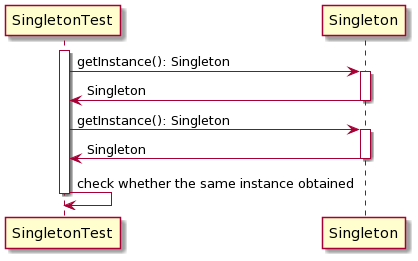 SingletonTest Singleton
getInstance(): Singleton
Singleton
getInstance(): Singleton
Singleton
check whether the same instance obtained
SingletonTest Singleton